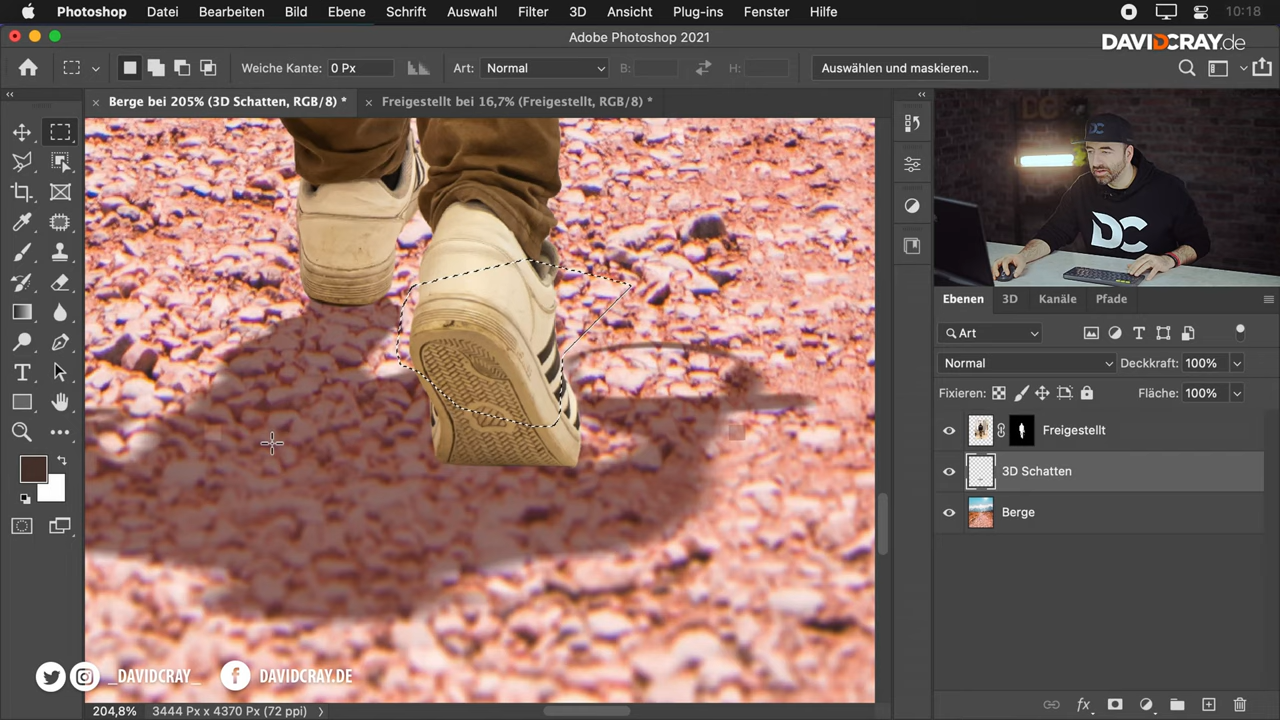 Photoshop Datei Bearbeiten Bild Ebene Schrift Auswahl Filter 3D Ansicht Plug-ins Fenster Hilfe 10:18
Adobe Photoshop 2021
DAVIDCRAY.de
Weiche Kante: 0 Px Art: Normal B: H: Auswählen und maskieren...
× Berge bei 205% (3D Schatten, RGB/8) * × Freigestellt bei 16,7% (Freigestellt, RGB/8) *
DC
DC
Ebenen 3D Kanäle Pfade
Art
Normal Deckkraft: 100%
Fixieren: Fläche: 100%
Freigestellt
3D Schatten
Berge
_DAVIDCRAY_ DAVIDCRAY.DE
204,8% 3444 Px x 4370 Px (72 ppi)
fx